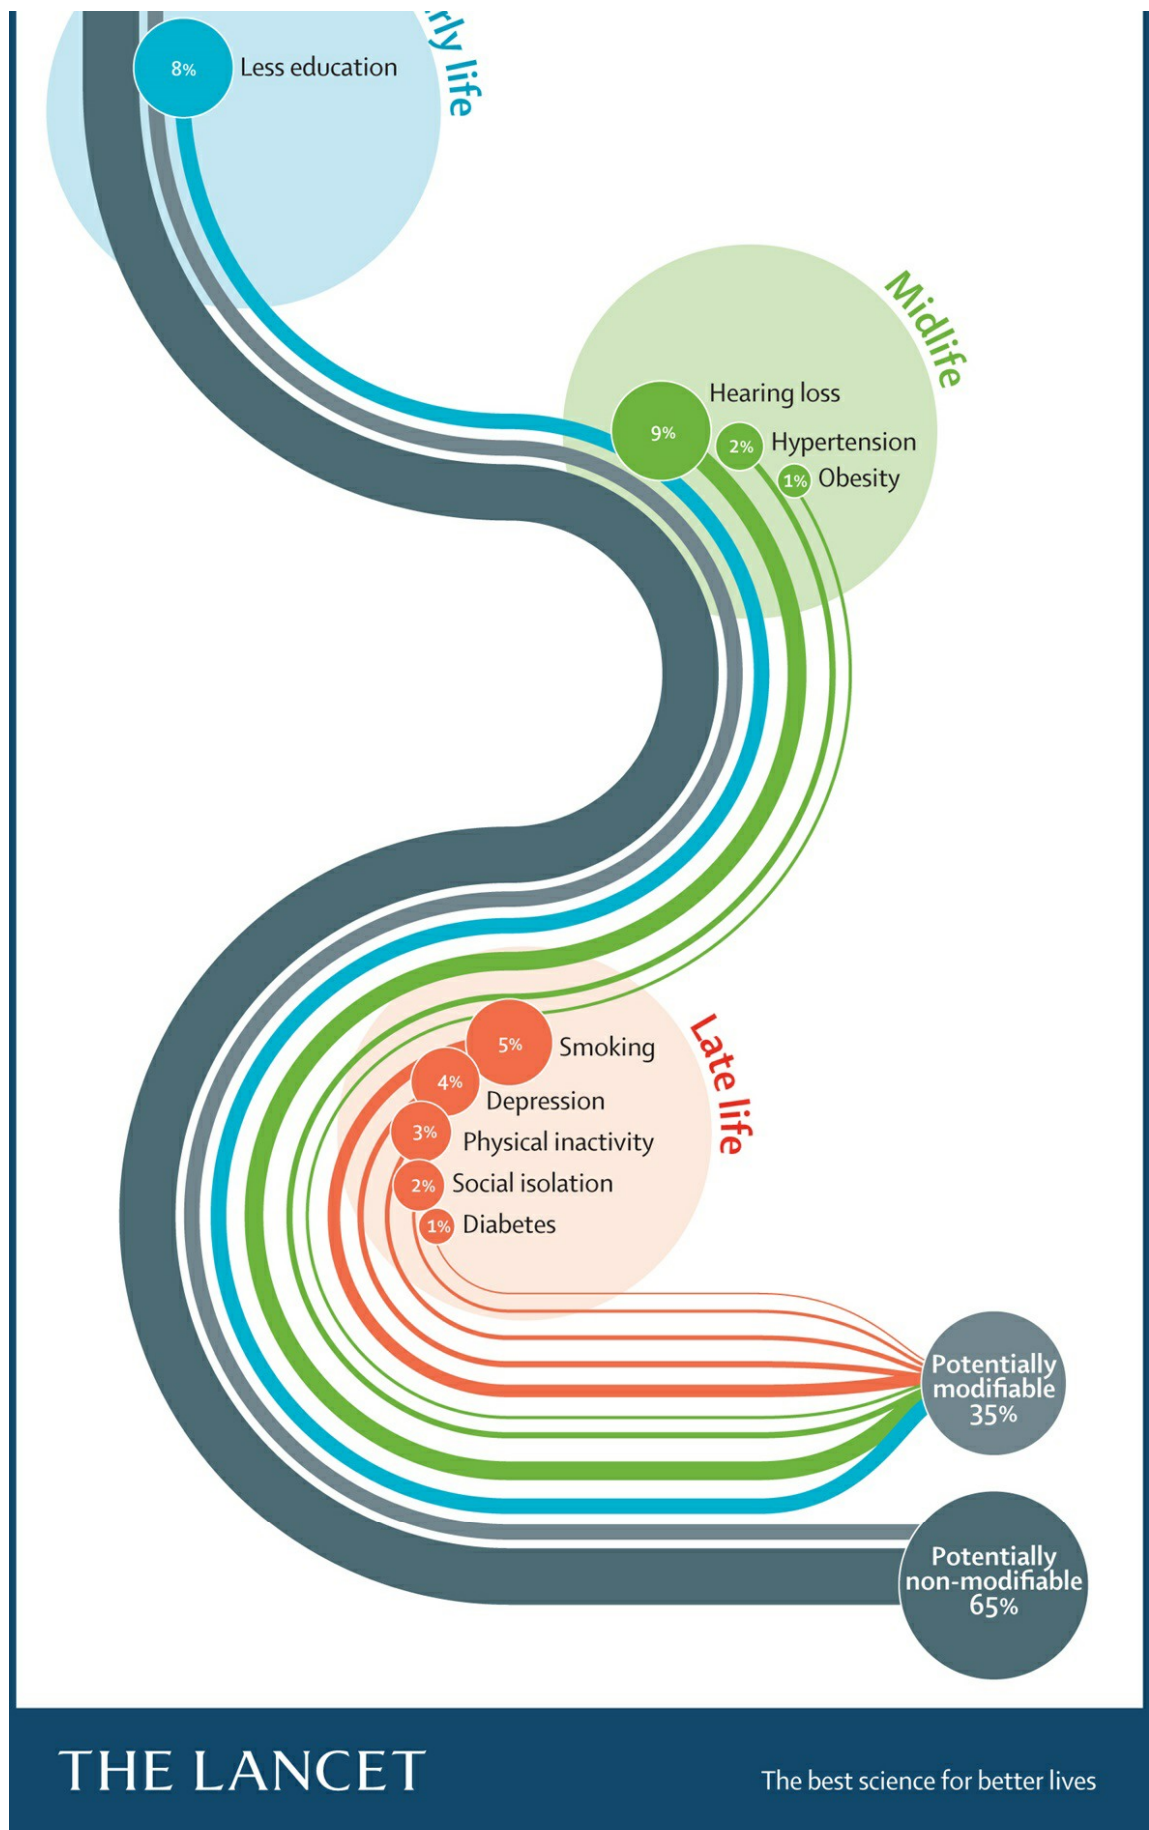 rly life
8%
Less education
Midlife
Hearing loss
9%
2%
Hypertension
1%
Obesity
Late life
5%
Smoking
4%
Depression
3%
Physical inactivity
2%
Social isolation
1%
Diabetes
Potentially
modifiable
35%
Potentially
non-modifiable
65%
THE LANCET
The best science for better lives